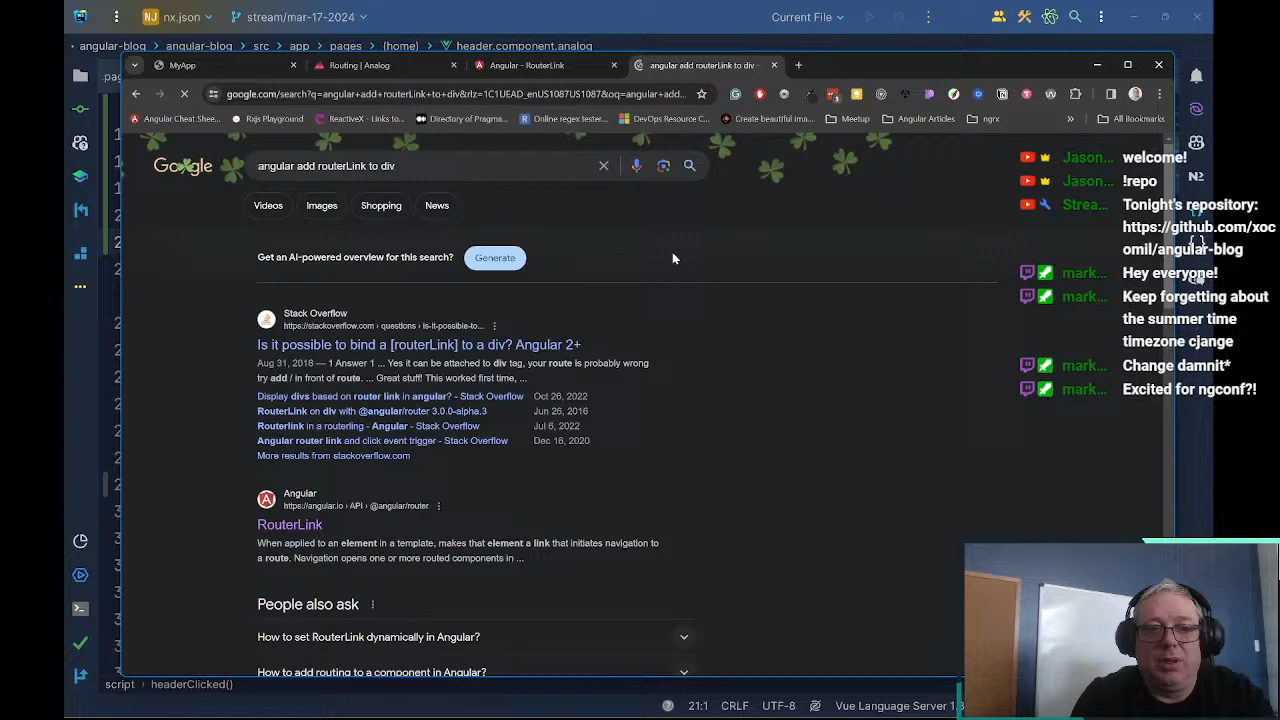 NJ nx.json
stream/mar-17-2024
Current File
angular-blog
angular-blog
src
app
pages
(home)
header.component.analog
MyApp
Routing | Analog
Angular - RouterLink
angular add routerLink to div -
google.com/search?q=angular+add+routerLink+to+div&rlz=1C1UEAD_enUS1087US1087&oq=angular+add...
Angular Cheat Shee...
Rxjs Playground
ReactiveX - Links to...
Directory of Pragma...
Online regex tester...
DevOps Resource C...
Create beautiful ima...
Meetup
Angular Articles
ngrx
All Bookmarks
Google
angular add routerLink to div
Videos
Images
Shopping
News
Get an AI-powered overview for this search?
Generate
Stack Overflow
https://stackoverflow.com › questions › is-it-possible-to...
Is it possible to bind a [routerLink] to a div? Angular 2+
Aug 31, 2018 — 1 Answer 1 ... Yes it can be attached to div tag, your route is probably wrong
try add / in front of route. ... Great stuff! This worked first time, ...
Display divs based on router link in angular? - Stack Overflow Oct 26, 2022
RouterLink on div with @angular/router 3.0.0-alpha.3 Jun 26, 2016
Routerlink in a routerling - Angular - Stack Overflow Jul 6, 2022
Angular router link and click event trigger - Stack Overflow Dec 16, 2020
More results from stackoverflow.com
Angular
https://angular.io › API › @angular/router
RouterLink
When applied to an element in a template, makes that element a link that initiates navigation to
a route. Navigation opens one or more routed components in ...
People also ask
How to set RouterLink dynamically in Angular?
How to add routing to a component in Angular?
Jason... welcome!
Jason... !repo
Strea... Tonight's repository:
https://github.com/xoc
omil/angular-blog
mark... Hey everyone!
mark... Keep forgetting about
the summer time
timezone cjange
mark... Change damnit*
mark... Excited for ngconf?!
script
headerClicked()
21:1
CRLF
UTF-8
Vue Language Server 1.8